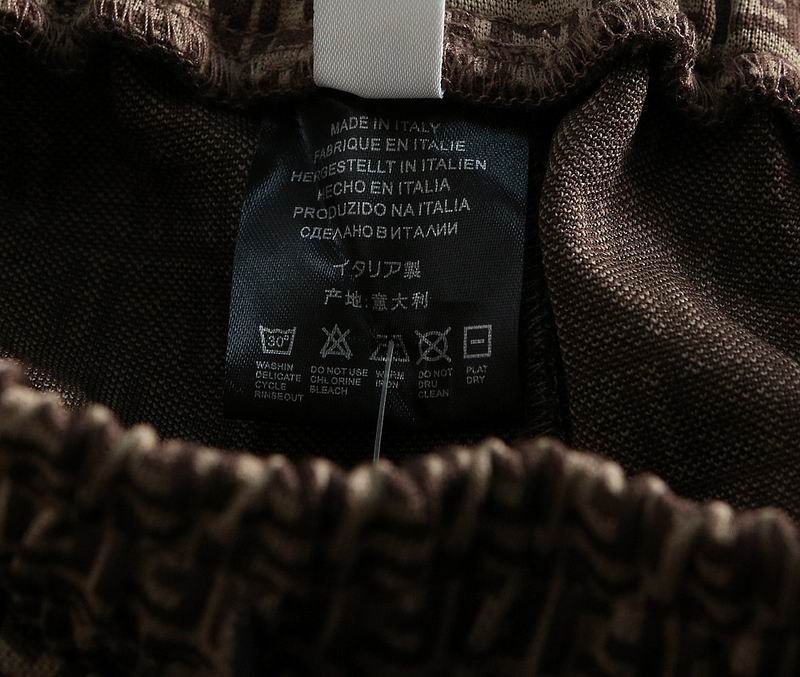 MADE IN ITALY
FABRIQUE EN ITALIE
HERGESTELLT IN ITALIEN
HECHO EN ITALIA
PRODUZIDO NA ITALIA
СДЕЛАНО В ИТАЛИИ
イタリア製
产地:意大利
30°
WASHIN DELICATE CYCLE RINSEOUT
DO NOT USE CHLORINE BLEACH
WARM IRON
DO NOT DRU CLEAN
PLAT DRY